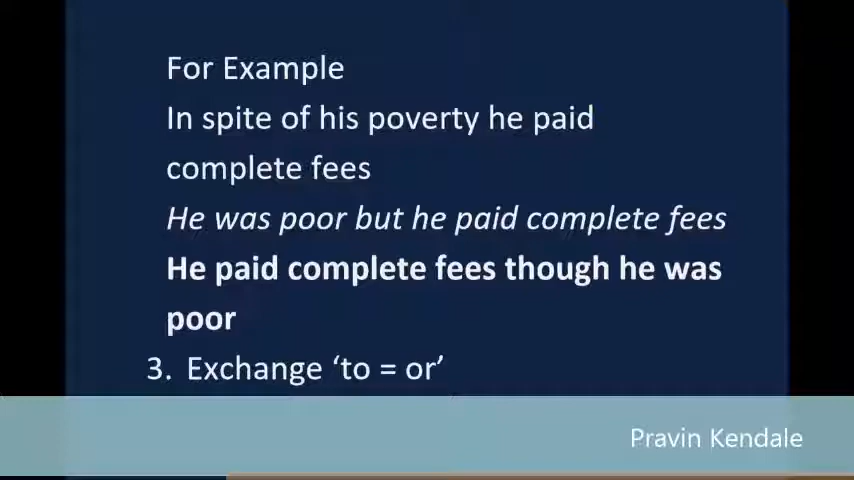 For Example
In spite of his poverty he paid
complete fees
He was poor but he paid complete fees
He paid complete fees though he was
poor
3. Exchange ‘to = or’
Pravin Kendale